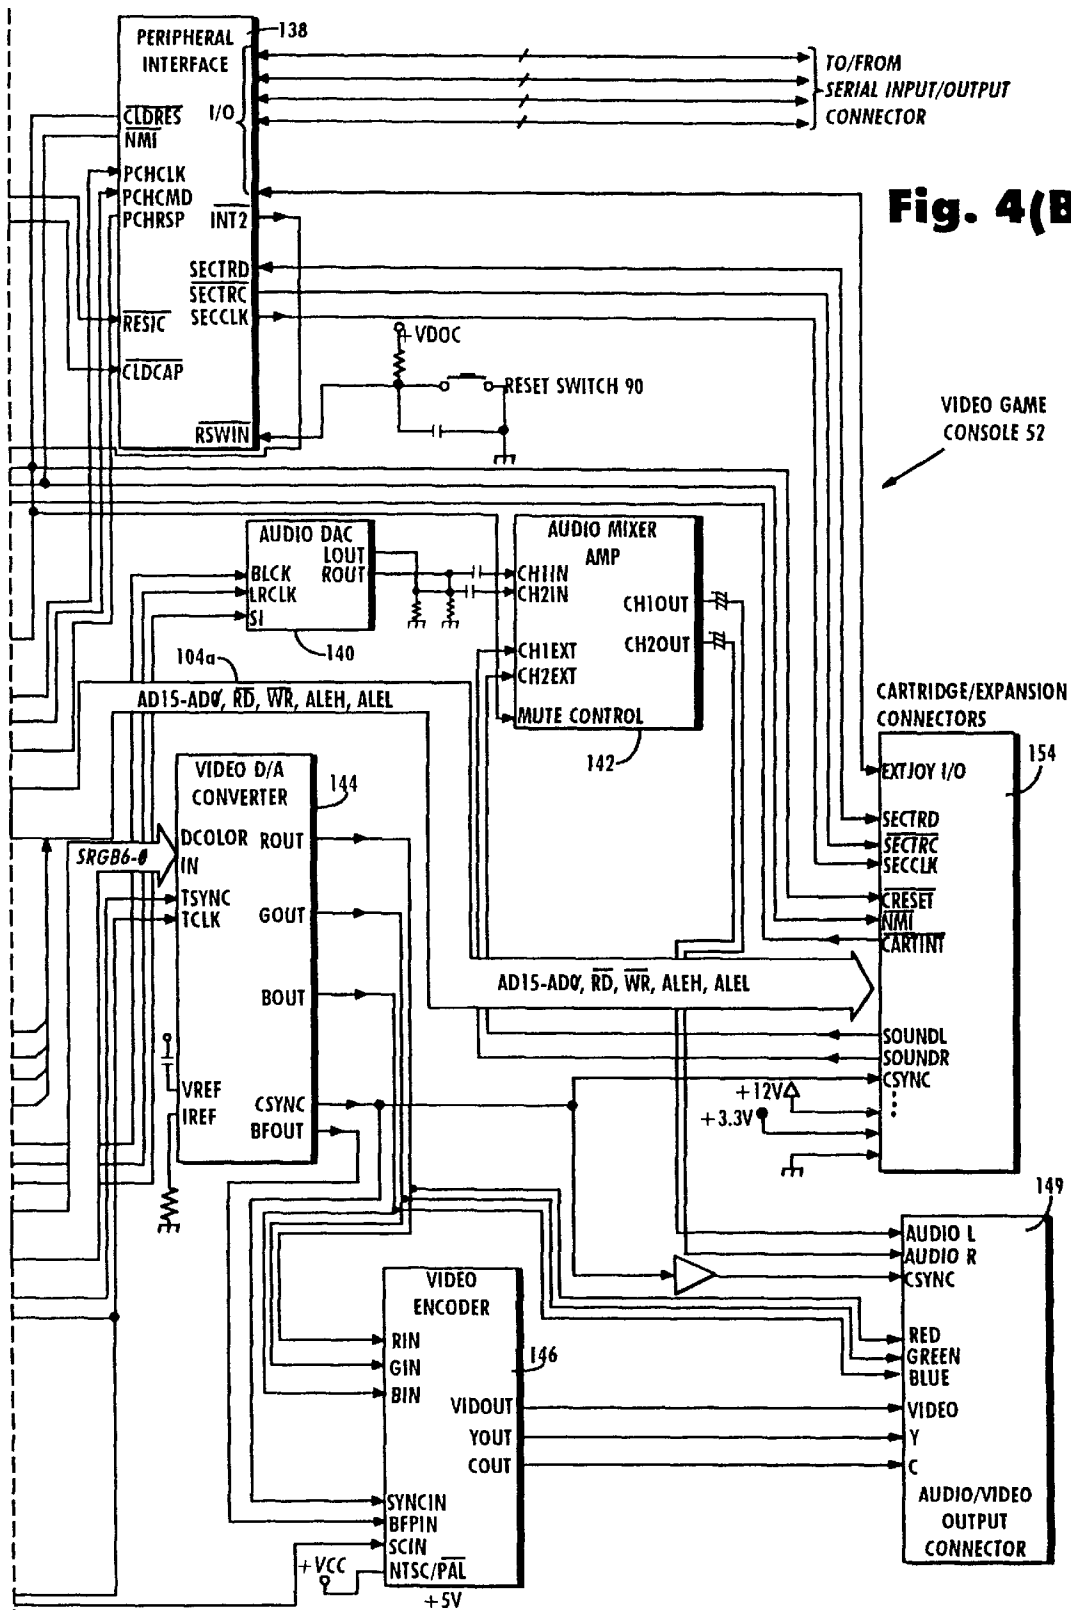 138
PERIPHERAL
INTERFACE
TO/FROM
SERIAL INPUT/OUTPUT
CONNECTOR
CLDRES
I/O
NMI
PCHCLK
PCHCMD
PCHRSP
INT2
Fig. 4(B
SECTRD
SECTRC
RESIC
SECCLK
+VDOC
CLDCAP
RESET SWITCH 90
RSWIN
VIDEO GAME
CONSOLE 52
AUDIO DAC
LOUT
ROUT
BLCK
LRCLK
SI
140
AUDIO MIXER
AMP
CH1IN
CH2IN
CH1OUT
CH2OUT
CH1EXT
CH2EXT
MUTE CONTROL
142
104a
AD15-AD0, RD, WR, ALEH, ALEL
CARTRIDGE/EXPANSION
CONNECTORS
154
EXTJOY I/O
SECTRD
SECTRC
SECCLK
CRESET
NMI
CARTINT
AD15-AD0, RD, WR, ALEH, ALEL
SOUNDL
SOUNDR
CSYNC
+12V
+3.3V
VIDEO D/A
CONVERTER
144
DCOLOR
IN
ROUT
SRGB6-0
TSYNC
TCLK
GOUT
BOUT
VREF
IREF
CSYNC
BFOUT
149
AUDIO L
AUDIO R
CSYNC
RED
GREEN
BLUE
VIDEO
Y
C
AUDIO/VIDEO
OUTPUT
CONNECTOR
VIDEO
ENCODER
RIN
GIN
BIN
146
VIDOUT
YOUT
COUT
SYNCIN
BFPIN
SCIN
NTSC/PAL
+VCC
+5V